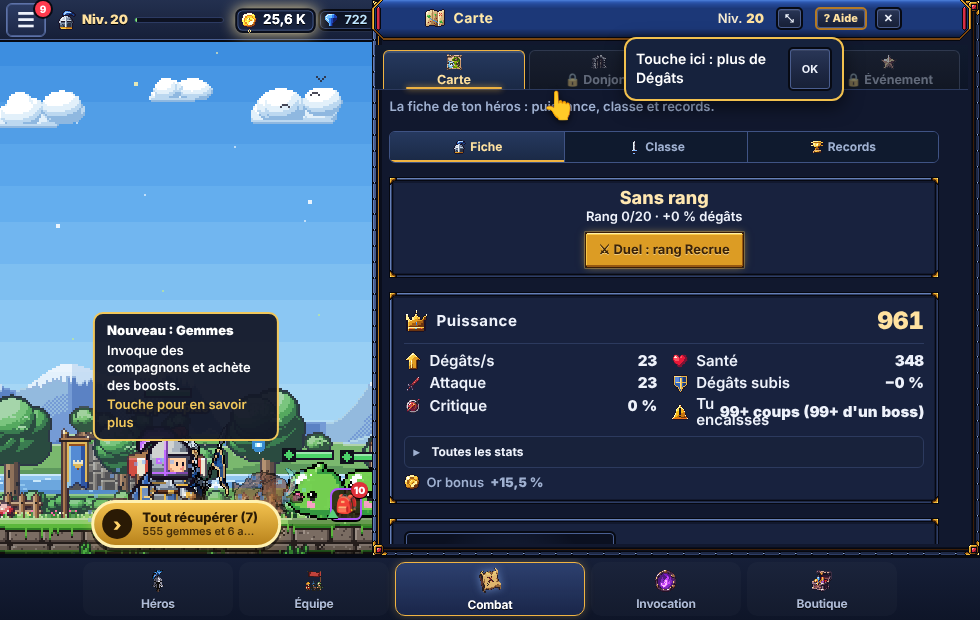 9
Niv. 20
25,6 K
722
Carte
Niv. 20
? Aide
Touche ici : plus de
Dégâts
OK
Carte
Donjon
Événement
La fiche de ton héros : puissance, classe et records.
Fiche
Classe
Records
Sans rang
Rang 0/20 · +0 % dégâts
Duel : rang Recrue
Puissance
961
Dégâts/s
23
Santé
348
Attaque
23
Dégâts subis
−0 %
Critique
0 %
Tu
encaisses
99+ coups (99+ d'un boss)
Toutes les stats
Or bonus +15,5 %
Nouveau : Gemmes
Invoque des
compagnons et achète
des boosts.
Touche pour en savoir
plus
10
Tout récupérer (7)
555 gemmes et 6 a...
Héros
Équipe
Combat
Invocation
Boutique